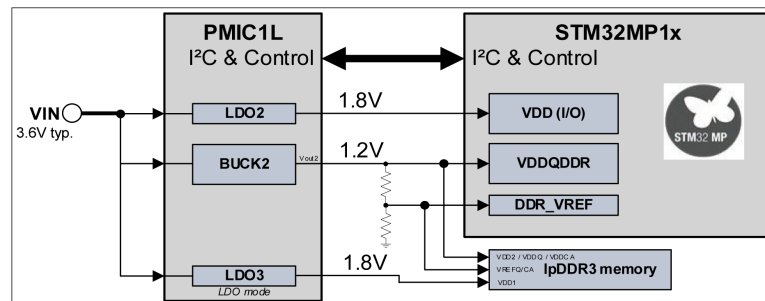 PMIC1L
I²C & Control
STM32MP1x
I²C & Control
VIN
3.6V typ.
LDO2
1.8V
VDD (I/O)
STM32 MP
BUCK2
Vout2
1.2V
VDDQDDR
DDR_VREF
LDO3
LDO mode
1.8V
VDD2 / VDDQ / VDDCA
VREFQ/CA
VDD1
lpDDR3 memory